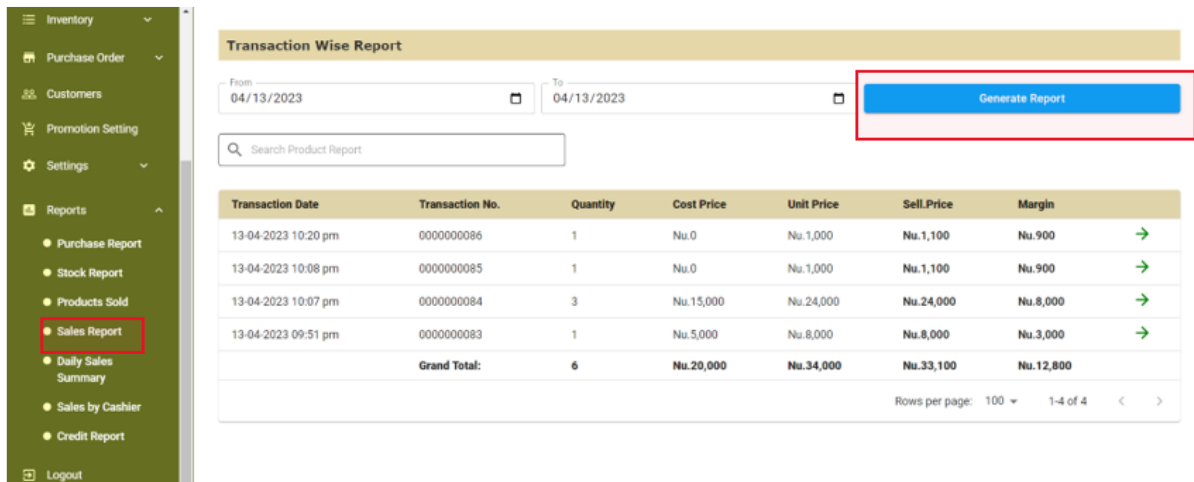 Inventory
Purchase Order
Customers
Promotion Setting
Settings
Reports
Purchase Report
Stock Report
Products Sold
Sales Report
Daily Sales
Summary
Sales by Cashier
Credit Report
Logout
Transaction Wise Report
From
04/13/2023
To
04/13/2023
Generate Report
Search Product Report
Transaction Date Transaction No. Quantity Cost Price Unit Price Sell.Price Margin
13-04-2023 10:20 pm 0000000086 1 Nu.0 Nu.1,000 Nu.1,100 Nu.900
13-04-2023 10:08 pm 0000000085 1 Nu.0 Nu.1,000 Nu.1,100 Nu.900
13-04-2023 10:07 pm 0000000084 3 Nu.15,000 Nu.24,000 Nu.24,000 Nu.8,000
13-04-2023 09:51 pm 0000000083 1 Nu.5,000 Nu.8,000 Nu.8,000 Nu.3,000
Grand Total: 6 Nu.20,000 Nu.34,000 Nu.33,100 Nu.12,800
Rows per page: 100 1-4 of 4